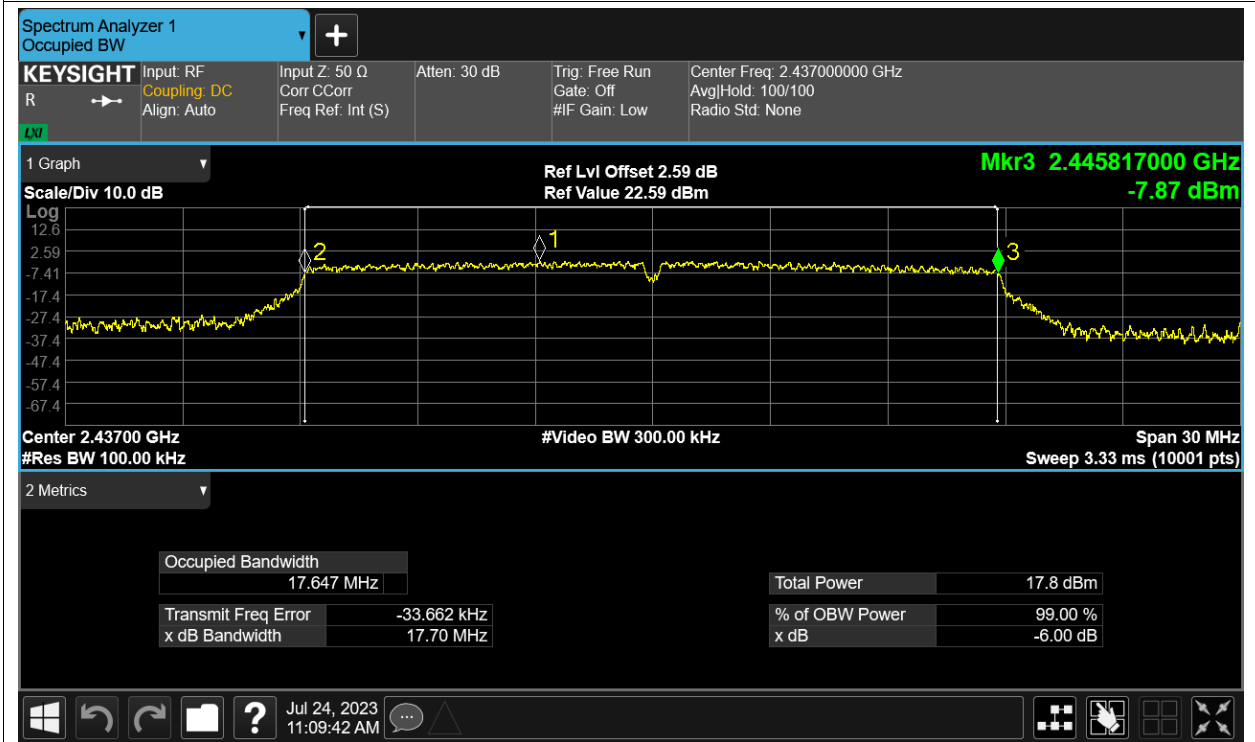 Spectrum Analyzer 1
Occupied BW
KEYSIGHT
R
LXI
Input: RF
Coupling: DC
Align: Auto
Input Z: 50 Ω
Corr CCorr
Freq Ref: Int (S)
Atten: 30 dB
Trig: Free Run
Gate: Off
#IF Gain: Low
Center Freq: 2.437000000 GHz
Avg|Hold: 100/100
Radio Std: None
1 Graph
Scale/Div 10.0 dB
Ref Lvl Offset 2.59 dB
Ref Value 22.59 dBm
Mkr3 2.445817000 GHz
-7.87 dBm
Log
12.6
2.59
-7.41
-17.4
-27.4
-37.4
-47.4
-57.4
-67.4
2
1
3
Center 2.43700 GHz
#Res BW 100.00 kHz
#Video BW 300.00 kHz
Span 30 MHz
Sweep 3.33 ms (10001 pts)
2 Metrics
Occupied Bandwidth
17.647 MHz
Transmit Freq Error -33.662 kHz
x dB Bandwidth 17.70 MHz
Total Power 17.8 dBm
% of OBW Power 99.00 %
x dB -6.00 dB
?
Jul 24, 2023
11:09:42 AM